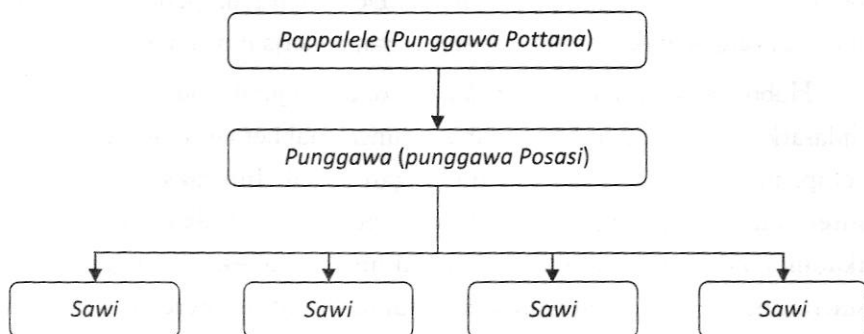 Pappalele (Punggawa Pottana)
Punggawa (punggawa Posasi)
Sawi Sawi Sawi Sawi